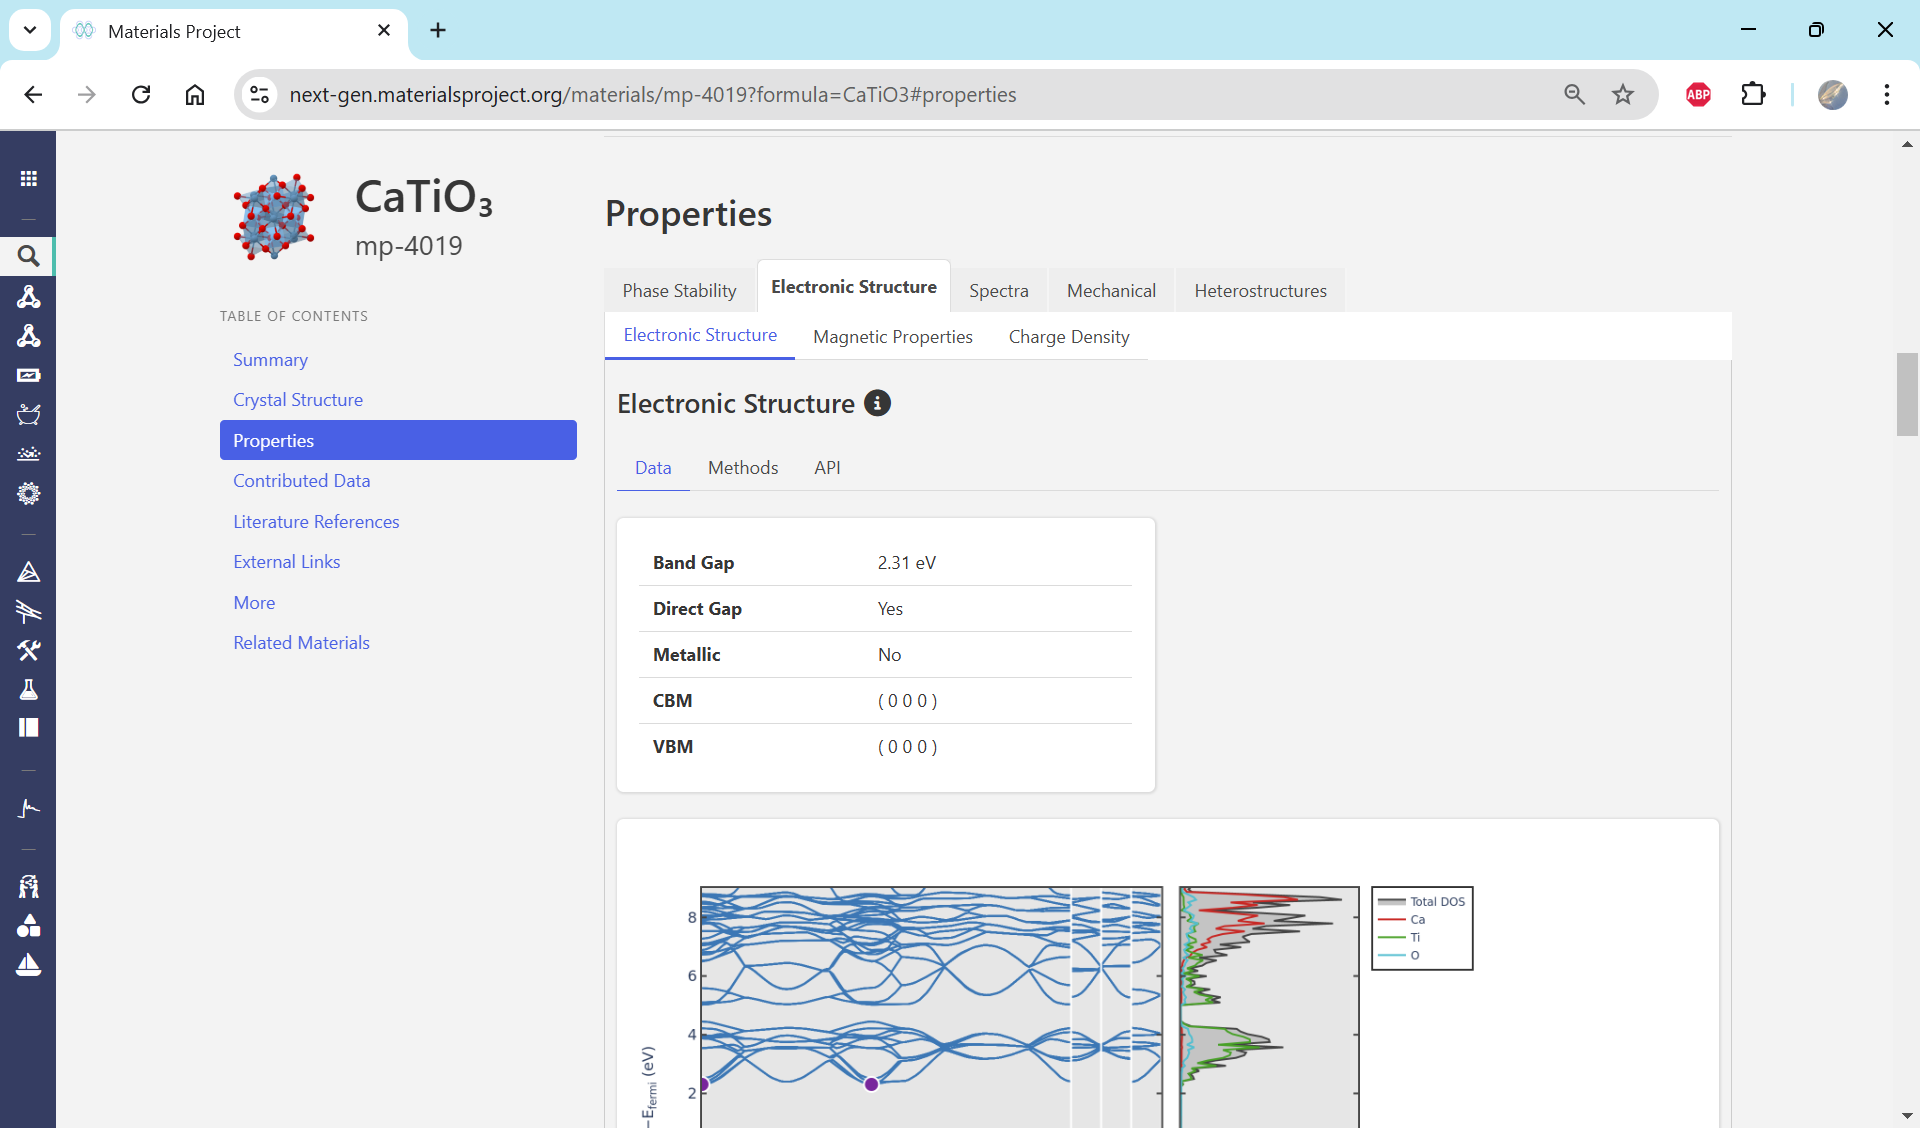 Materials Project
next-gen.materialsproject.org/materials/mp-4019?formula=CaTiO3#properties
ABP
CaTiO₃
mp-4019
TABLE OF CONTENTS
Summary
Crystal Structure
Properties
Contributed Data
Literature References
External Links
More
Related Materials
Properties
Phase Stability
Electronic Structure
Spectra
Mechanical
Heterostructures
Electronic Structure
Magnetic Properties
Charge Density
Electronic Structure
Data
Methods
API
Band Gap 2.31 eV
Direct Gap Yes
Metallic No
CBM ( 0 0 0 )
VBM ( 0 0 0 )
8
6
4
2
−Efermi (eV)
Total DOS
Ca
Ti
O